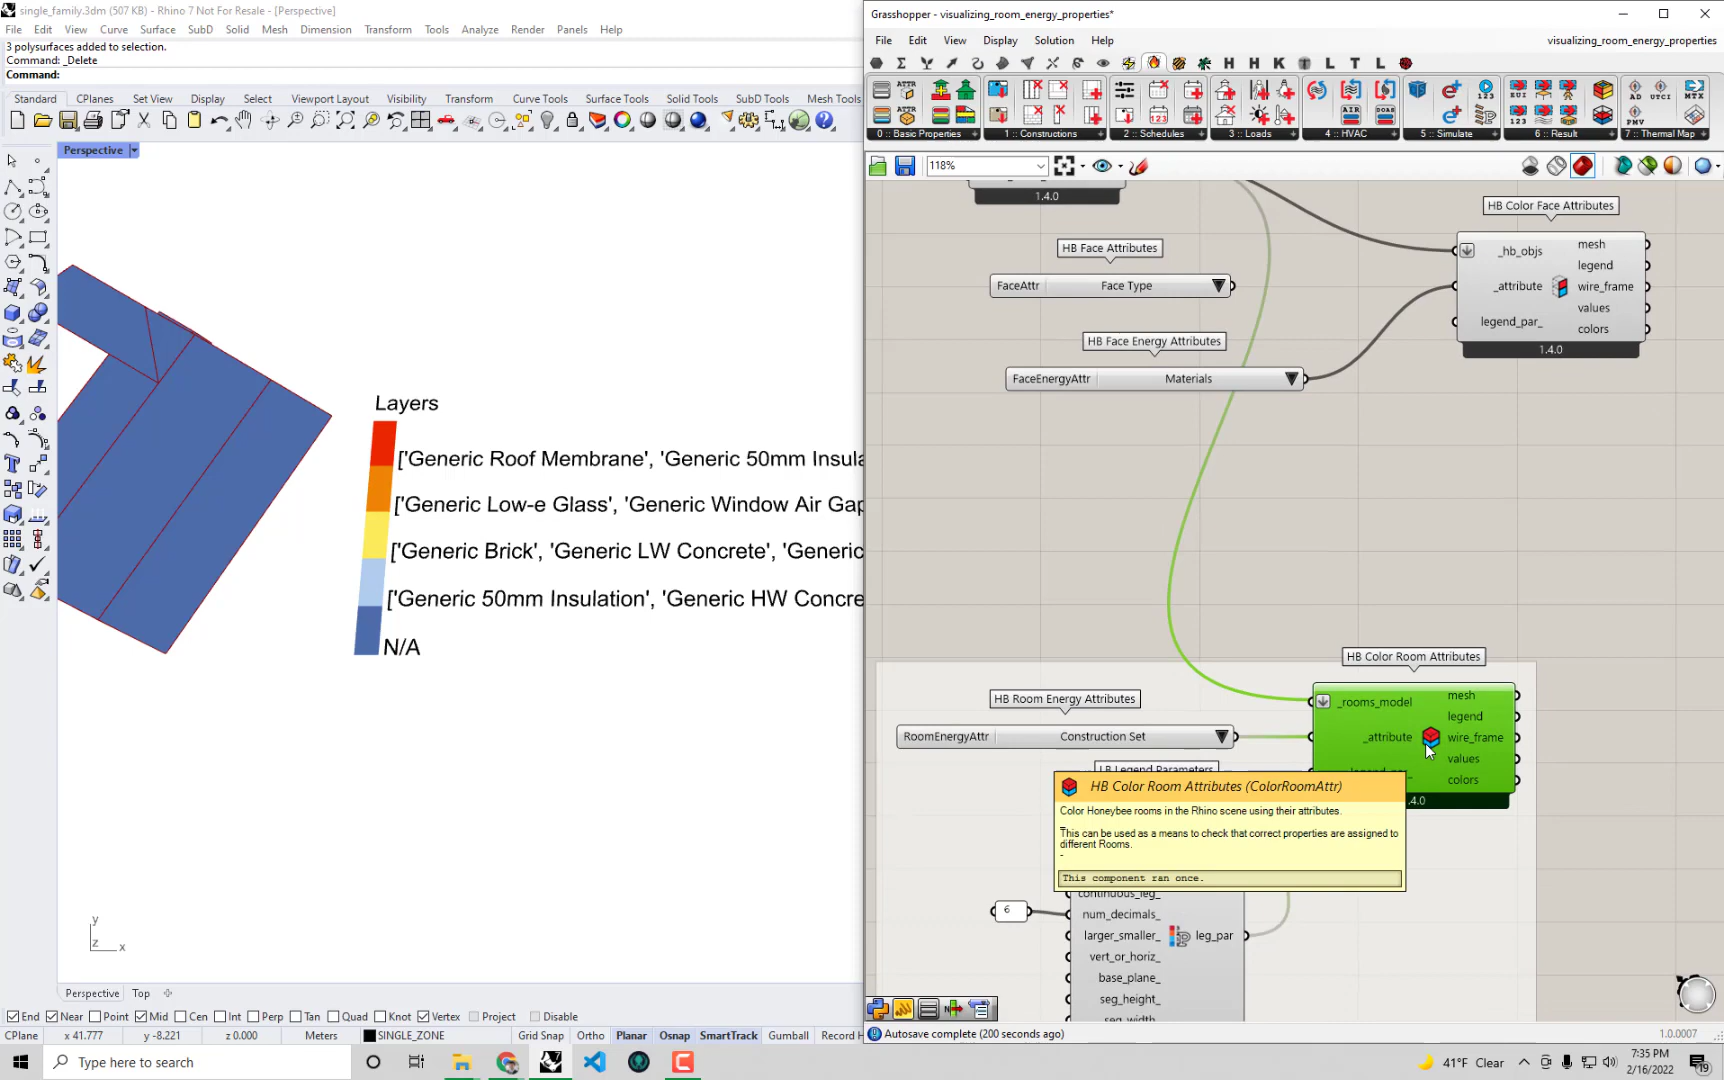 single_family.3dm (507 KB) - Rhino 7 Not For Resale - [Perspective]
File Edit View Curve Surface SubD Solid Mesh Dimension Transform Tools Analyze Render Panels Help
3 polysurfaces added to selection.
Command: _Delete
Command:
Standard CPlanes Set View Display Select Viewport Layout Visibility Transform Curve Tools Surface Tools Solid Tools SubD Tools Mesh Tools
Perspective
Layers
['Generic Roof Membrane', 'Generic 50mm Insula
['Generic Low-e Glass', 'Generic Window Air Gap
['Generic Brick', 'Generic LW Concrete', 'Generic
['Generic 50mm Insulation', 'Generic HW Concre
N/A
y
z x
Perspective Top
End Near Point Mid Cen Int Perp Tan Quad Knot Vertex Project Disable
CPlane x 41.777 y -8.221 z 0.000 Meters SINGLE_ZONE Grid Snap Ortho Planar Osnap SmartTrack Gumball Record H
Grasshopper - visualizing_room_energy_properties*
File Edit View Display Solution Help
visualizing_room_energy_properties
0 :: Basic Properties 1 :: Constructions 2 :: Schedules 3 :: Loads 4 :: HVAC 5 :: Simulate 6 :: Result 7 :: Thermal Map
118%
1.4.0
HB Color Face Attributes
_hb_objs
_attribute
legend_par_
mesh
legend
wire_frame
values
colors
1.4.0
HB Face Attributes
FaceAttr Face Type
HB Face Energy Attributes
FaceEnergyAttr Materials
HB Color Room Attributes
_rooms_model
_attribute
mesh
legend
wire_frame
values
colors
.4.0
HB Room Energy Attributes
RoomEnergyAttr Construction Set
LB Legend Parameters
HB Color Room Attributes (ColorRoomAttr)
Color Honeybee rooms in the Rhino scene using their attributes.
_
This can be used as a means to check that correct properties are assigned to
different Rooms.
-
This component ran once.
6
continuous_leg_
num_decimals_
larger_smaller_
vert_or_horiz_
base_plane_
seg_height_
seg_width_
leg_par
Autosave complete (200 seconds ago)
1.0.0007
Type here to search
41°F Clear
7:35 PM
2/16/2022
19